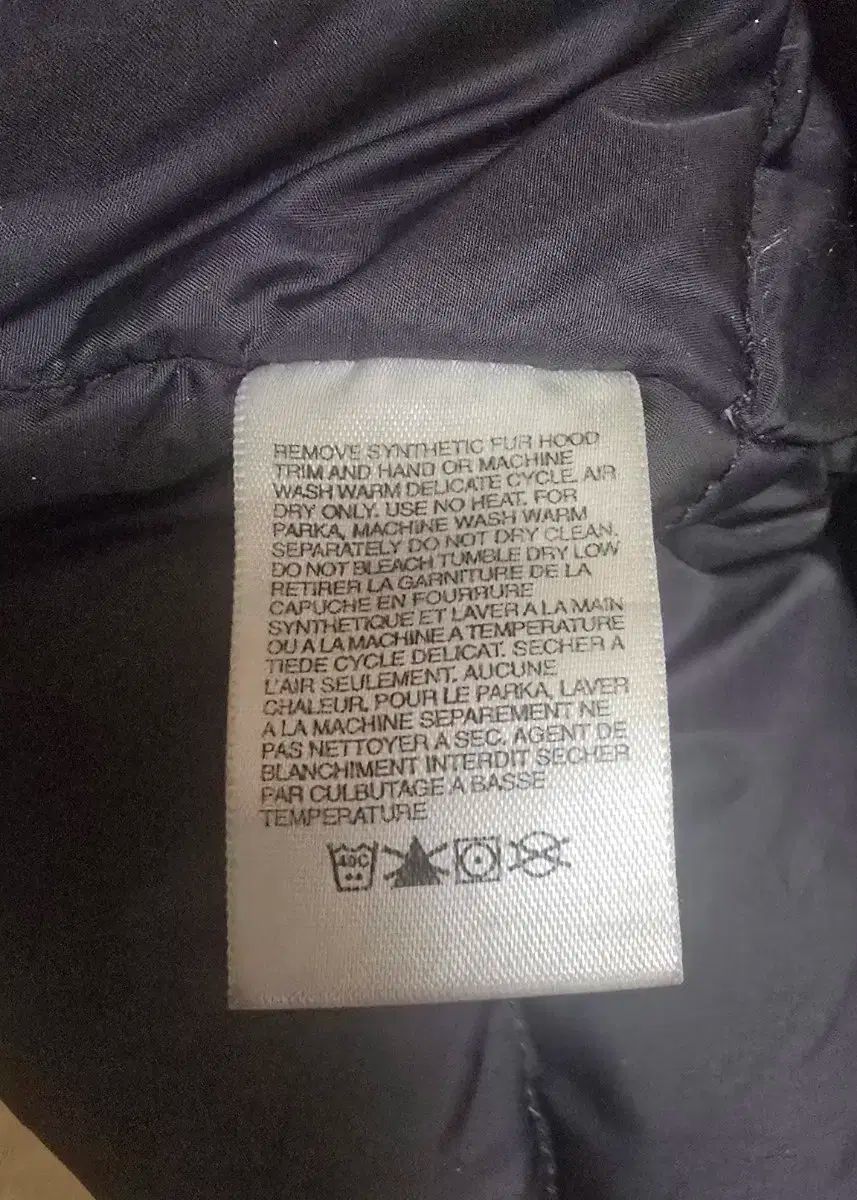 REMOVE SYNTHETIC FUR HOOD
TRIM AND HAND OR MACHINE
WASH WARM DELICATE CYCLE. AIR
DRY ONLY. USE NO HEAT. FOR
PARKA, MACHINE WASH WARM
SEPARATELY DO NOT DRY CLEAN.
DO NOT BLEACH TUMBLE DRY LOW
RETIRER LA GARNITURE DE LA
CAPUCHE EN FOURRURE
SYNTHETIQUE ET LAVER A LA MAIN
OU A LA MACHINE A TEMPERATURE
TIEDE CYCLE DELICAT. SECHER A
L'AIR SEULEMENT. AUCUNE
CHALEUR. POUR LE PARKA, LAVER
A LA MACHINE SEPAREMENT NE
PAS NETTOYER A SEC. AGENT DE
BLANCHIMENT INTERDIT SECHER
PAR CULBUTAGE A BASSE
TEMPERATURE
40C